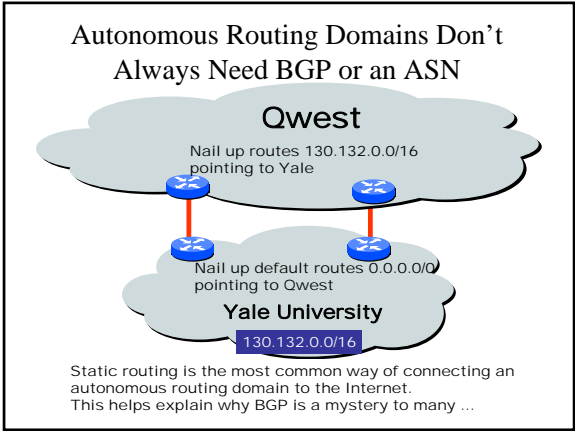 Autonomous Routing Domains Don't
Always Need BGP or an ASN
Qwest
Nail up routes 130.132.0.0/16
pointing to Yale
Nail up default routes 0.0.0.0/0
pointing to Qwest
Yale University
130.132.0.0/16
Static routing is the most common way of connecting an
autonomous routing domain to the Internet.
This helps explain why BGP is a mystery to many ...